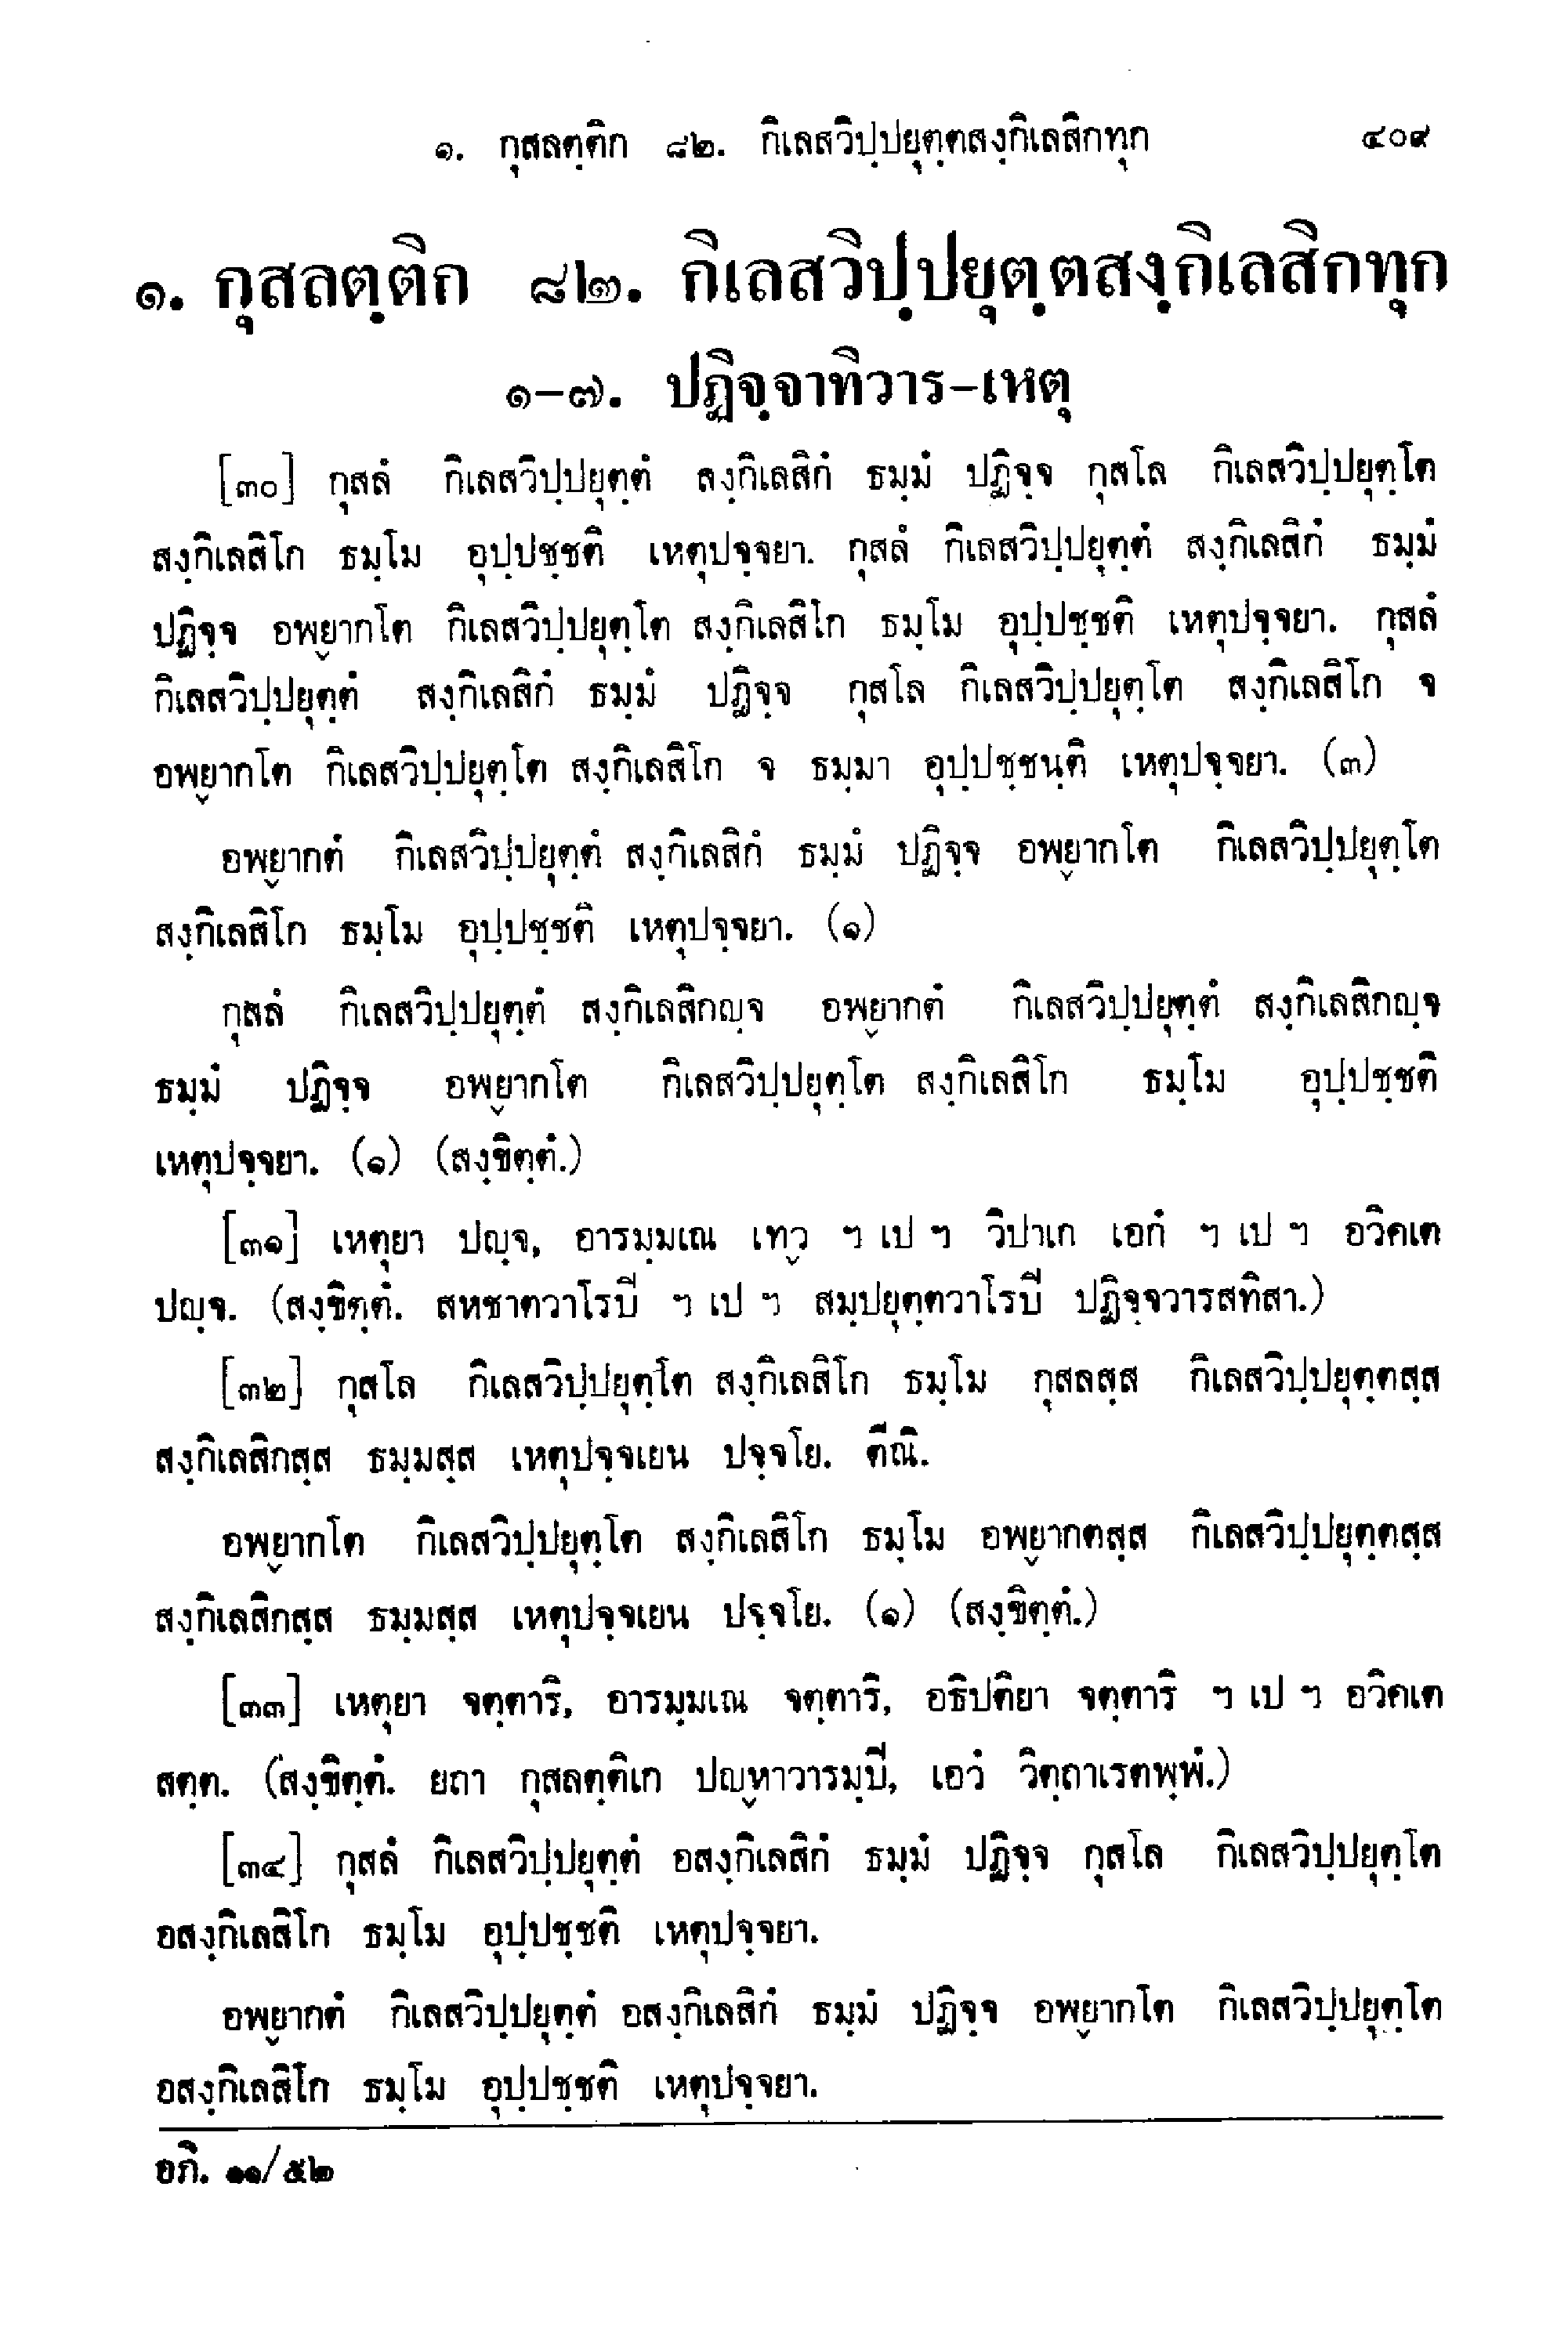 ๑. กุสลตฺติก ๘๒. กิเลสวิปฺปยุตฺตสงฺกิเลสิกทุก ๔๐๙
๑. กุสลตฺติก ๘๒. กิเลสวิปฺปยุตฺตสงฺกิเลสิกทุก
๑-๗. ปฏิจฺจาทิวาร-เหตุ
[๓๐] กุสลํ กิเลสวิปฺปยุตฺตํ สงฺกิเลสิกํ ธมฺมํ ปฏิจฺจ กุสโล กิเลสวิปฺปยุตฺโต
สงฺกิเลสิโก ธมฺโม อุปฺปชฺชติ เหตุปจฺจยา. กุสลํ กิเลสวิปฺปยุตฺตํ สงฺกิเลสิกํ ธมฺมํ
ปฏิจฺจ อพฺยากโต กิเลสวิปฺปยุตฺโต สงฺกิเลสิโก ธมฺโม อุปฺปชฺชติ เหตุปจฺจยา. กุสลํ
กิเลสวิปฺปยุตฺตํ สงฺกิเลสิกํ ธมฺมํ ปฏิจฺจ กุสโล กิเลสวิปฺปยุตฺโต สงฺกิเลสิโก จ
อพฺยากโต กิเลสวิปฺปยุตฺโต สงฺกิเลสิโก จ ธมฺมา อุปฺปชฺชนฺติ เหตุปจฺจยา. (๓)
อพฺยากตํ กิเลสวิปฺปยุตฺตํ สงฺกิเลสิกํ ธมฺมํ ปฏิจฺจ อพฺยากโต กิเลสวิปฺปยุตฺโต
สงฺกิเลสิโก ธมฺโม อุปฺปชฺชติ เหตุปจฺจยา. (๑)
กุสลํ กิเลสวิปฺปยุตฺตํ สงฺกิเลสิกญฺจ อพฺยากตํ กิเลสวิปฺปยุตฺตํ สงฺกิเลสิกญฺจ
ธมฺมํ ปฏิจฺจ อพฺยากโต กิเลสวิปฺปยุตฺโต สงฺกิเลสิโก ธมฺโม อุปฺปชฺชติ
เหตุปจฺจยา. (๑) (สงฺขิตฺตํ.)
[๓๑] เหตุยา ปญฺจ, อารมฺมเณ เทฺว ฯ เป ฯ วิปาเก เอกํ ฯ เป ฯ อวิคเต
ปญฺจ. (สงฺขิตฺตํ. สหชาตวาโรปิ ฯ เป ฯ สมฺปยุตฺตวาโรปิ ปฏิจฺจวารสทิสา.)
[๓๒] กุสโล กิเลสวิปฺปยุตฺโต สงฺกิเลสิโก ธมฺโม กุสลสฺส กิเลสวิปฺปยุตฺตสฺส
สงฺกิเลสิกสฺส ธมฺมสฺส เหตุปจฺจเยน ปจฺจโย. ตีณิ.
อพฺยากโต กิเลสวิปฺปยุตฺโต สงฺกิเลสิโก ธมฺโม อพฺยากตสฺส กิเลสวิปฺปยุตฺตสฺส
สงฺกิเลสิกสฺส ธมฺมสฺส เหตุปจฺจเยน ปจฺจโย. (๑) (สงฺขิตฺตํ.)
[๓๓] เหตุยา จตฺตาริ, อารมฺมเณ จตฺตาริ, อธิปติยา จตฺตาริ ฯ เป ฯ อวิคเต
สตฺต. (สงฺขิตฺตํ. ยถา กุสลตฺติเก ปญฺหาวารมฺปิ, เอวํ วิตฺถาเรตพฺพํ.)
[๓๔] กุสลํ กิเลสวิปฺปยุตฺตํ อสงฺกิเลสิกํ ธมฺมํ ปฏิจฺจ กุสโล กิเลสวิปฺปยุตฺโต
อสงฺกิเลสิโก ธมฺโม อุปฺปชฺชติ เหตุปจฺจยา.
อพฺยากตํ กิเลสวิปฺปยุตฺตํ อสงฺกิเลสิกํ ธมฺมํ ปฏิจฺจ อพฺยากโต กิเลสวิปฺปยุตฺโต
อสงฺกิเลสิโก ธมฺโม อุปฺปชฺชติ เหตุปจฺจยา.
อภิ. ๑๑/๕๒